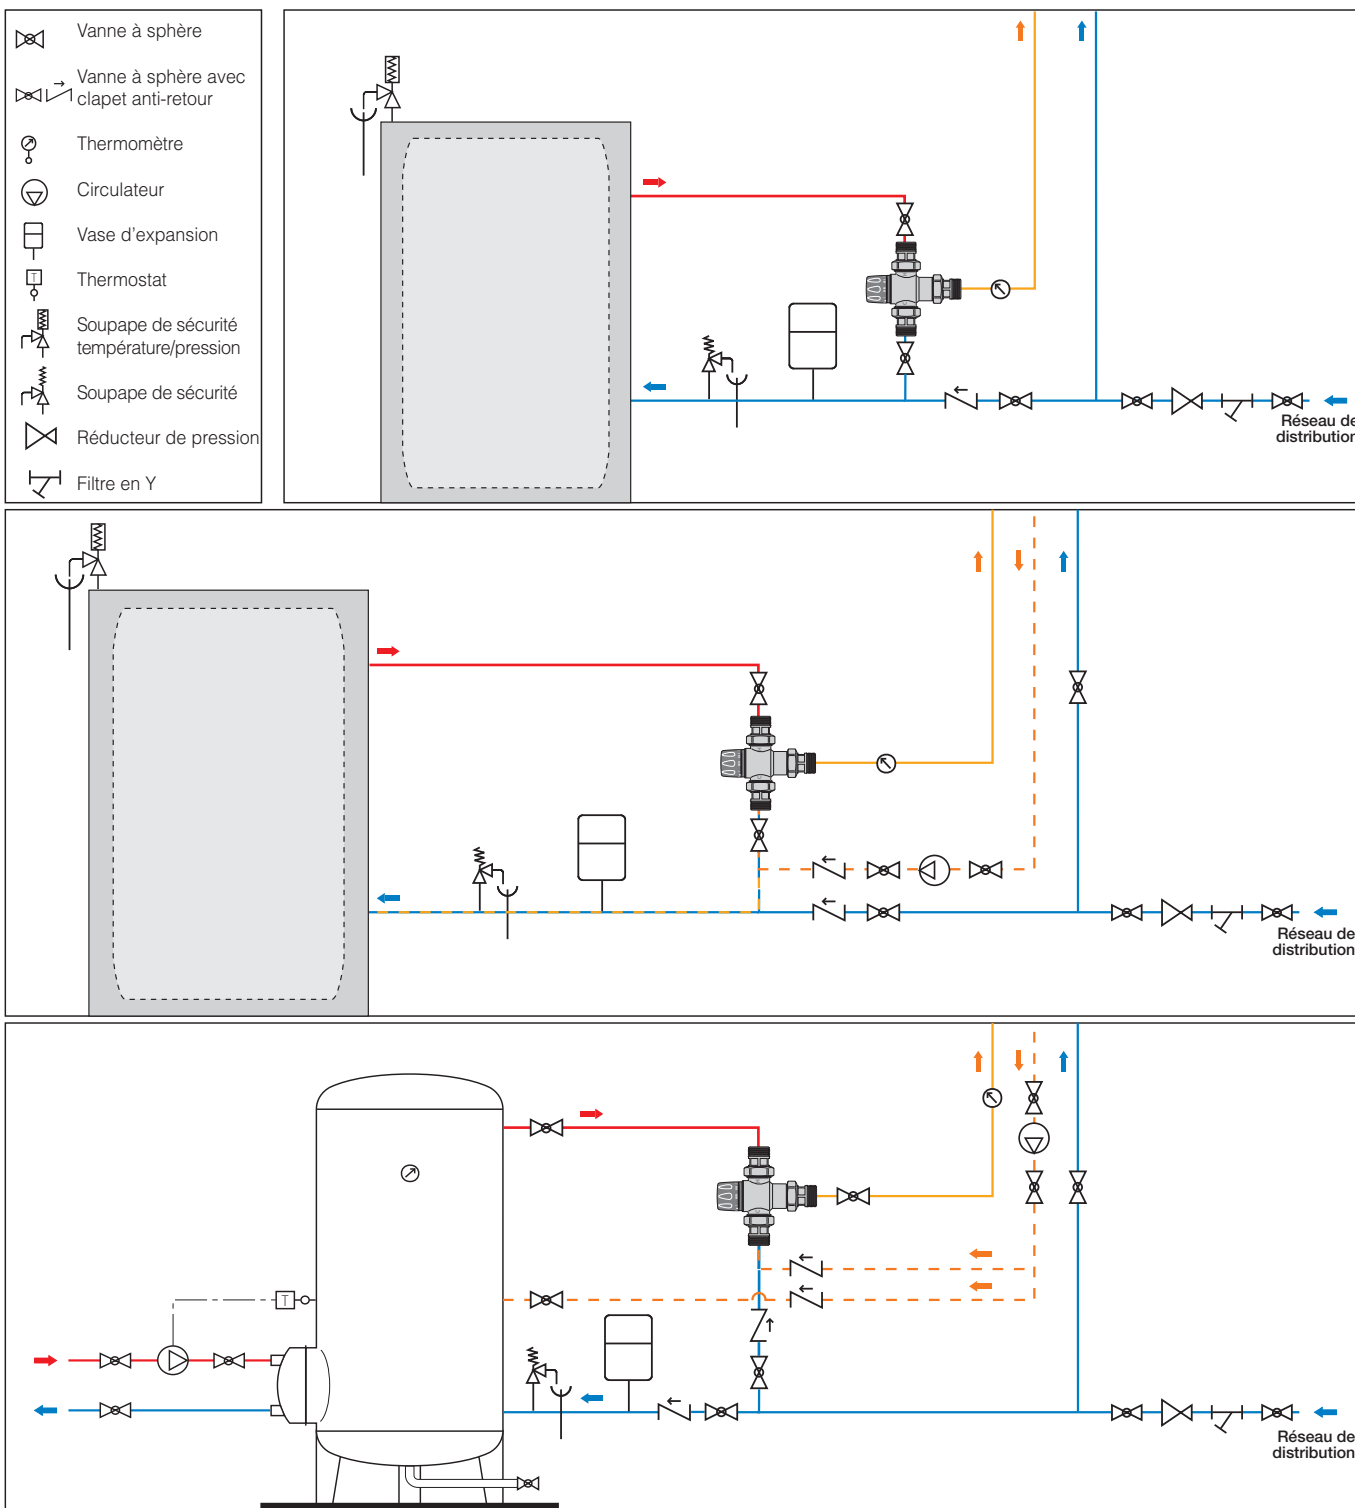 Vanne à sphère
Vanne à sphère avec
clapet anti-retour
Thermomètre
Circulateur
Vase d'expansion
T
Thermostat
Soupape de sécurité
température/pression
Soupape de sécurité
Réducteur de pression
Filtre en Y
Réseau de
distribution
Réseau de
distribution
T
Réseau de
distribution